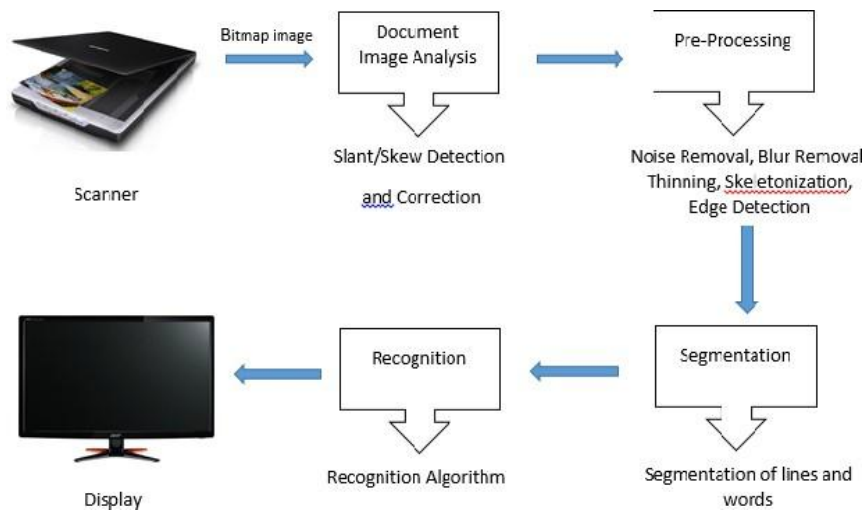 Bitmap image
Document
Image Analysis
Pre-Processing
Slant/Skew Detection
and Correction
Noise Removal, Blur Removal
Thinning, Skeletonization,
Edge Detection
Scanner
Recognition
Segmentation
Recognition Algorithm
Segmentation of lines and
words
Display